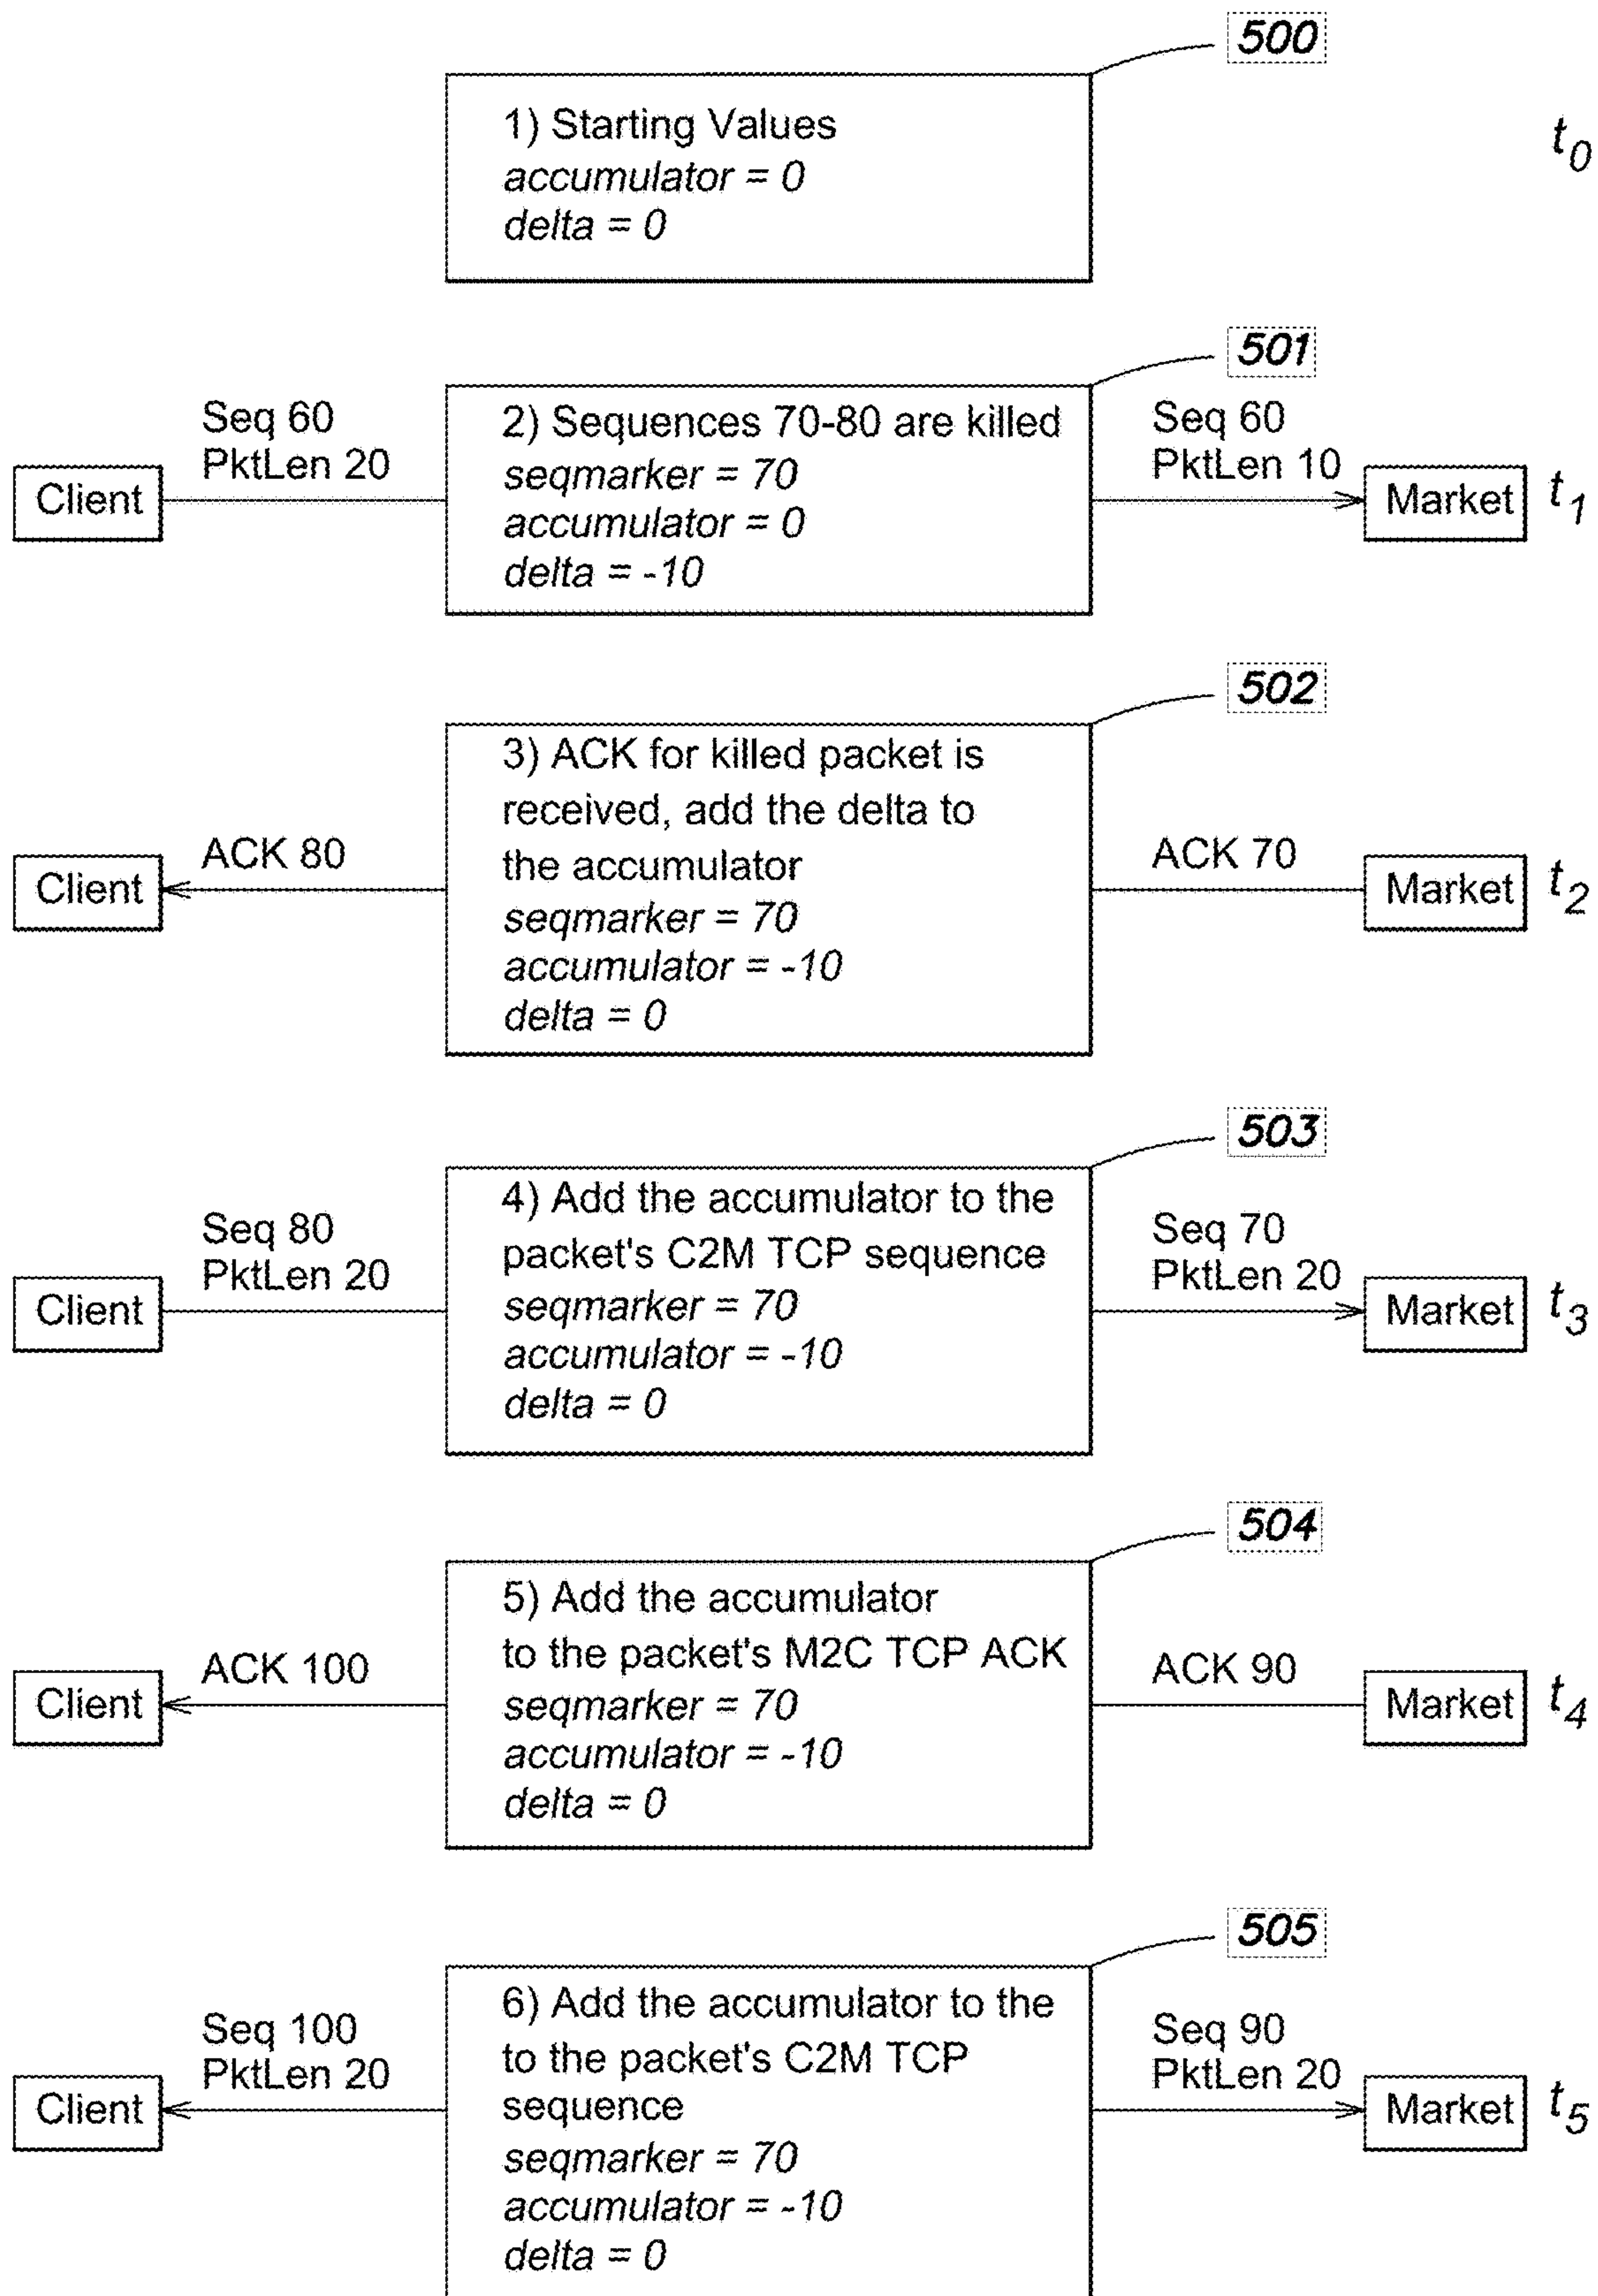 500
1) Starting Values
accumulator = 0
delta = 0
t0
501
Seq 60
PktLen 20
Client
2) Sequences 70-80 are killed
seqmarker = 70
accumulator = 0
delta = -10
Seq 60
PktLen 10
Market
t1
502
ACK 80
Client
3) ACK for killed packet is
received, add the delta to
the accumulator
seqmarker = 70
accumulator = -10
delta = 0
ACK 70
Market
t2
503
Seq 80
PktLen 20
Client
4) Add the accumulator to the
packet's C2M TCP sequence
seqmarker = 70
accumulator = -10
delta = 0
Seq 70
PktLen 20
Market
t3
504
ACK 100
Client
5) Add the accumulator
to the packet's M2C TCP ACK
seqmarker = 70
accumulator = -10
delta = 0
ACK 90
Market
t4
505
Seq 100
PktLen 20
Client
6) Add the accumulator to the
to the packet's C2M TCP
sequence
seqmarker = 70
accumulator = -10
delta = 0
Seq 90
PktLen 20
Market
t5